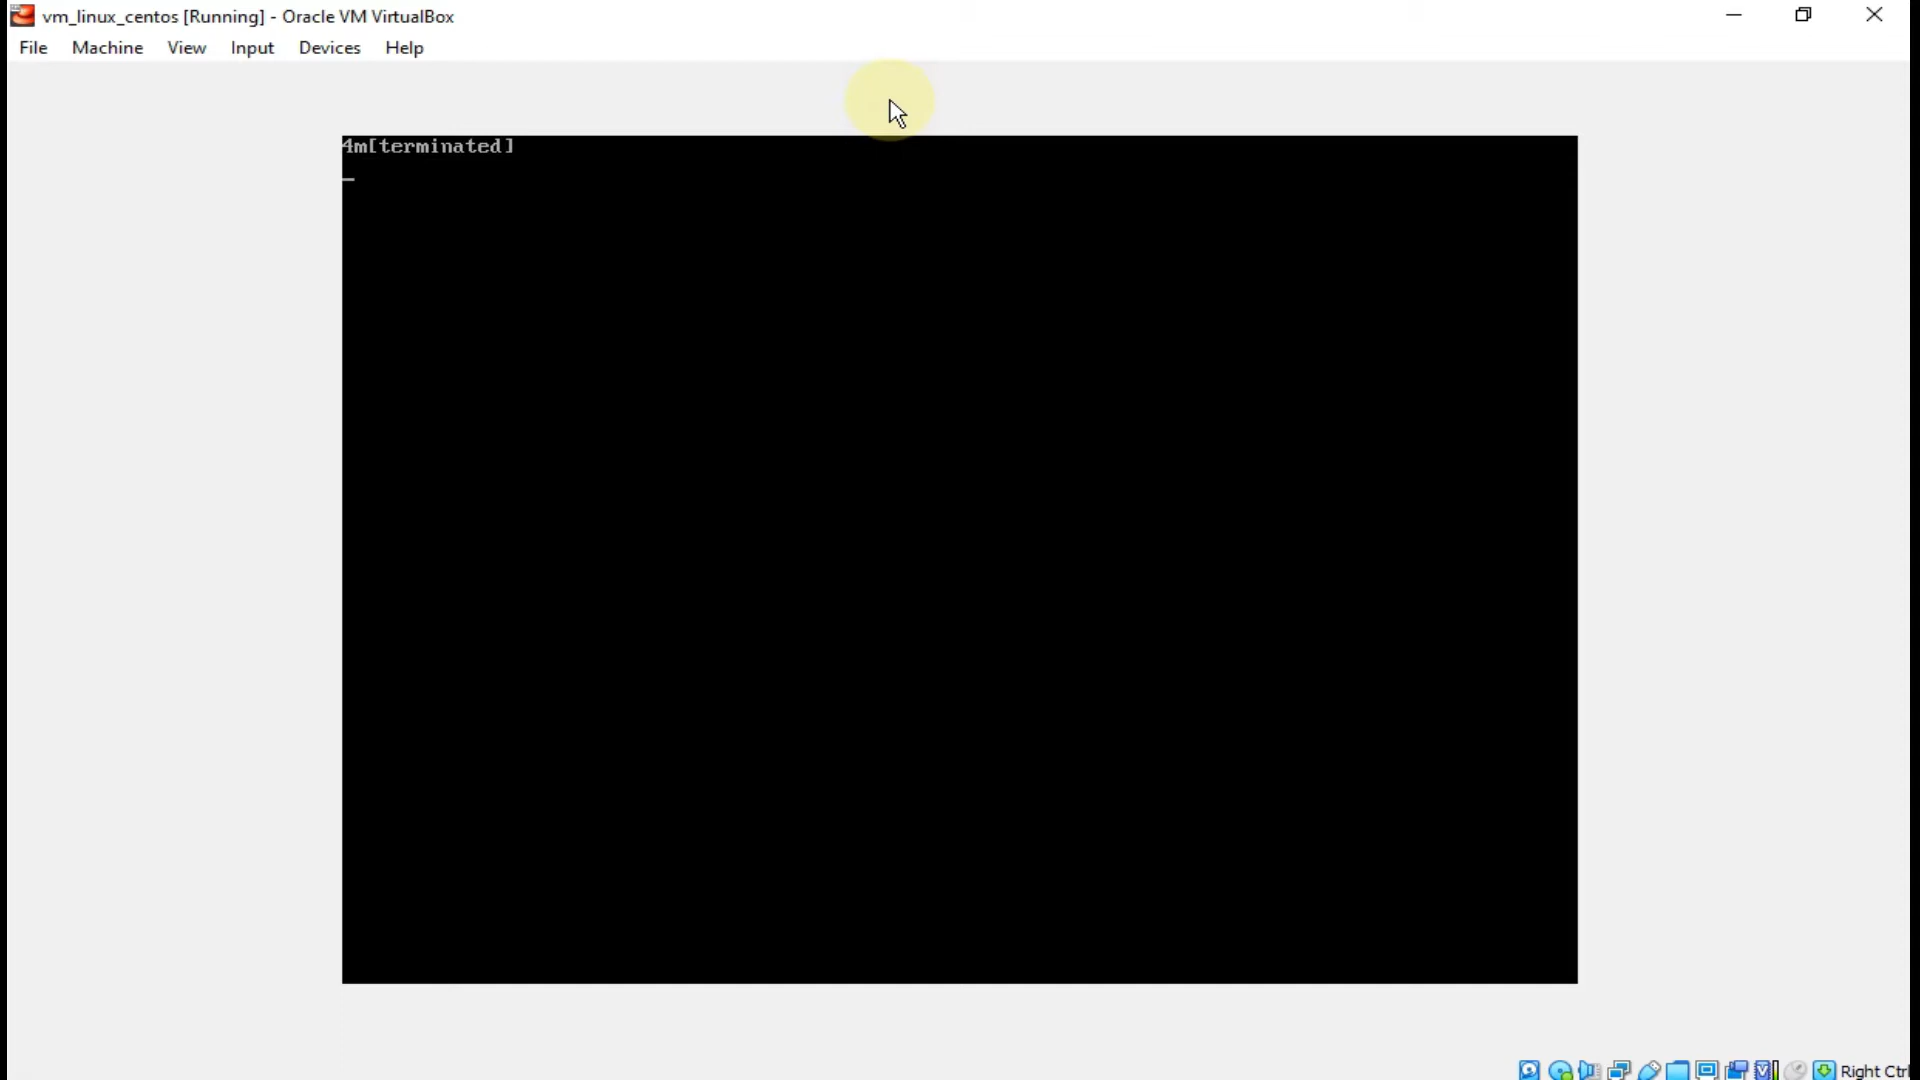 vm_linux_centos [Running] - Oracle VM VirtualBox
File Machine View Input Devices Help
4m[terminated]
_
Right Ctrl